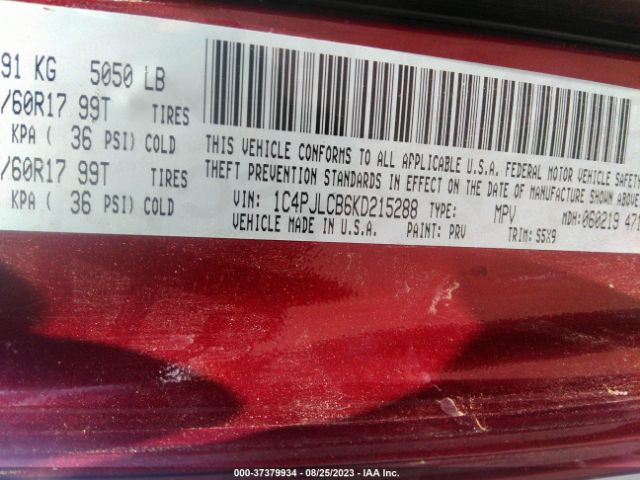 91 KG 5050 LB
/60R17 99T TIRES
KPA ( 36 PSI) COLD
/60R17 99T TIRES
KPA ( 36 PSI) COLD
THIS VEHICLE CONFORMS TO ALL APPLICABLE U.S.A. FEDERAL MOTOR VEHICLE SAFETY
THEFT PREVENTION STANDARDS IN EFFECT ON THE DATE OF MANUFACTURE SHOWN ABOVE
VIN: 1C4PJLCB6KD215288 TYPE: MPV MDH: 060219 471
VEHICLE MADE IN U.S.A. PAINT: PRV TRIM: S5X9
000-37379934 - 08/25/2023 - IAA Inc.